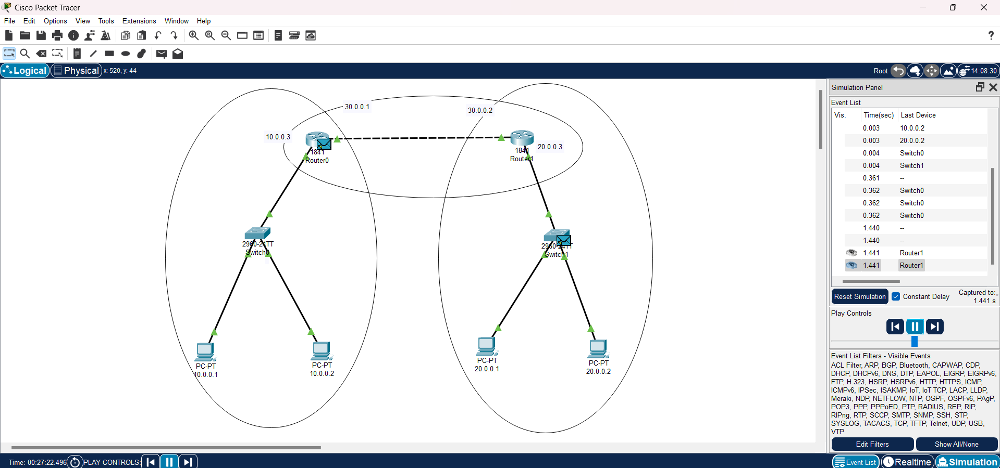 Cisco Packet Tracer
File Edit Options View Tools Extensions Window Help
?
Logical Physical x: 520, y: 44 Root 14:08:30
30.0.0.1
30.0.0.2
10.0.0.3
20.0.0.3
1841
Router0
1841
Router1
2960-24TT
Switch0
2960-24TT
Switch1
PC-PT
10.0.0.1
PC-PT
10.0.0.2
PC-PT
20.0.0.1
PC-PT
20.0.0.2
Simulation Panel
Event List
Vis. Time(sec) Last Device
0.003 10.0.0.2
0.003 20.0.0.2
0.004 Switch0
0.004 Switch1
0.361 --
0.362 Switch0
0.362 Switch0
0.362 Switch0
1.440 --
1.440 --
1.441 Router1
1.441 Router1
Reset Simulation Constant Delay Captured to:
1.441 s
Play Controls
Event List Filters - Visible Events
ACL Filter, ARP, BGP, Bluetooth, CAPWAP, CDP,
DHCP, DHCPv6, DNS, DTP, EAPOL, EIGRP, EIGRPv6,
FTP, H.323, HSRP, HSRPv6, HTTP, HTTPS, ICMP,
ICMPv6, IPSec, ISAKMP, IoT, IoT TCP, LACP, LLDP,
Meraki, NDP, NETFLOW, NTP, OSPF, OSPFv6, PAgP,
POP3, PPP, PPPoED, PTP, RADIUS, REP, RIP,
RIPng, RTP, SCCP, SMTP, SNMP, SSH, STP,
SYSLOG, TACACS, TCP, TFTP, Telnet, UDP, USB,
VTP
Edit Filters Show All/None
Time: 00:27:22.496 PLAY CONTROLS: Event List Realtime Simulation